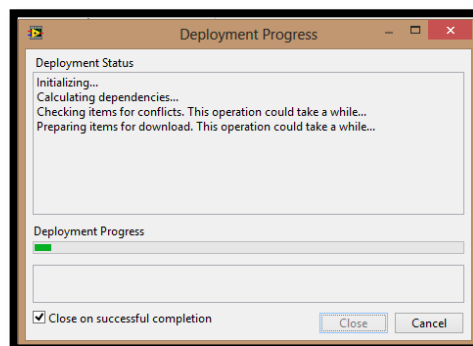 Deployment Progress
Deployment Status
Initializing...
Calculating dependencies...
Checking items for conflicts. This operation could take a while...
Preparing items for download. This operation could take a while...
Deployment Progress
Close on successful completion
Close
Cancel